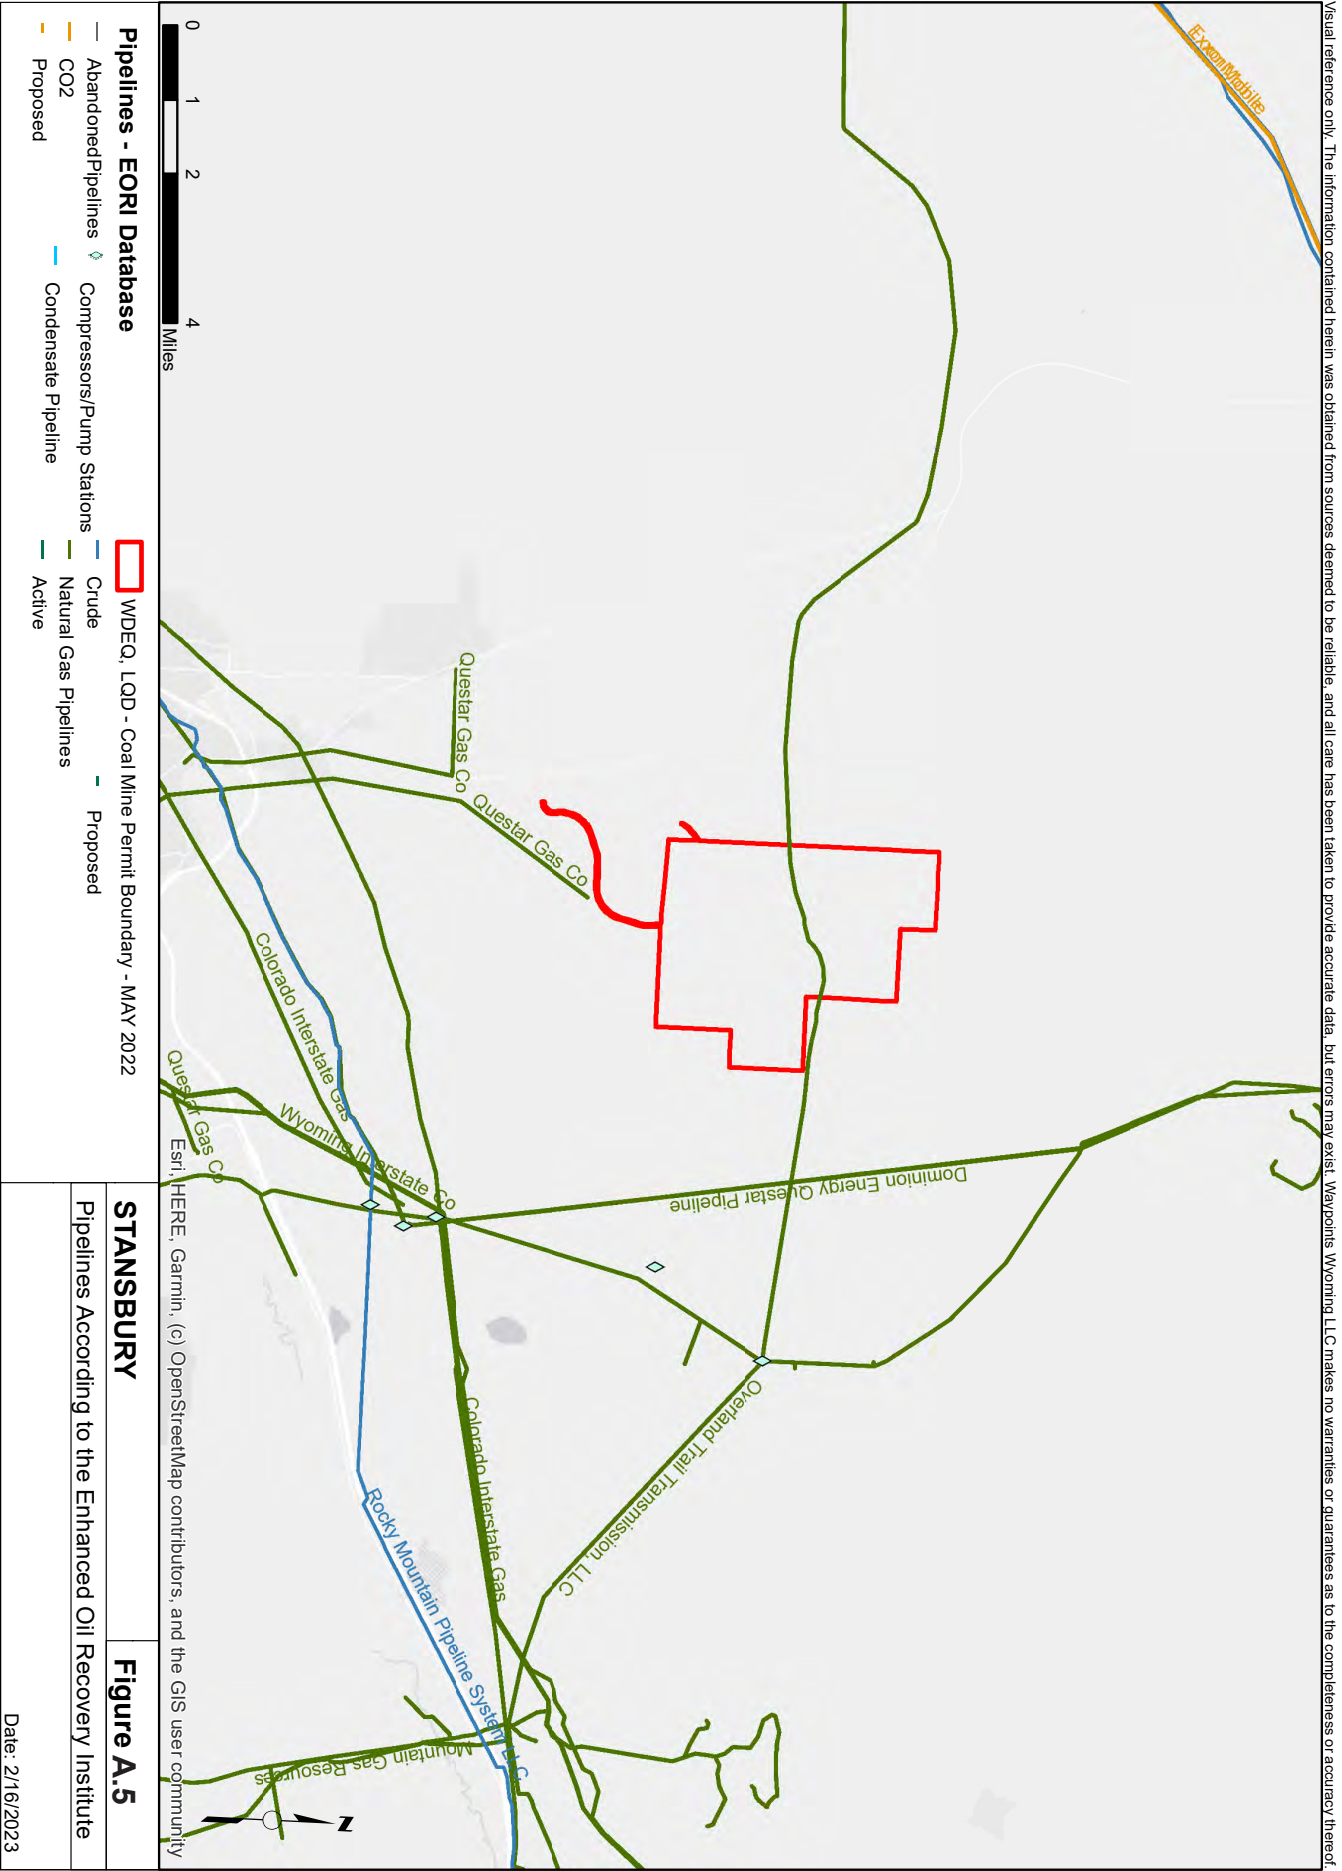 Visual reference only. The information contained herein was obtained from sources deemed to be reliable, and all care has been taken to provide accurate data, but errors may exist. Waypoints Wyoming LLC makes no warranties or guarantees as to the completeness or accuracy thereof
ExxonMobile
Questar Gas Co
Questar Gas Co
Dominion Energy Questar Pipeline
Overland Trail Transmission, LLC
Colorado Interstate Gas
Colorado Interstate Gas
Wyoming Interstate Co
Questar Gas Co
Rocky Mountain Pipeline System LLC
Mountain Gas Resources
N
0 1 2 4
Miles
Esri, HERE, Garmin, (c) OpenStreetMap contributors, and the GIS user community
Pipelines - EORI Database
AbandonedPipelines
CO2
Proposed
Compressors/Pump Stations
Condensate Pipeline
WDEQ, LQD - Coal Mine Permit Boundary - MAY 2022
Crude
Natural Gas Pipelines
Active
Proposed
STANSBURY
Figure A.5
Pipelines According to the Enhanced Oil Recovery Institute
Date: 2/16/2023